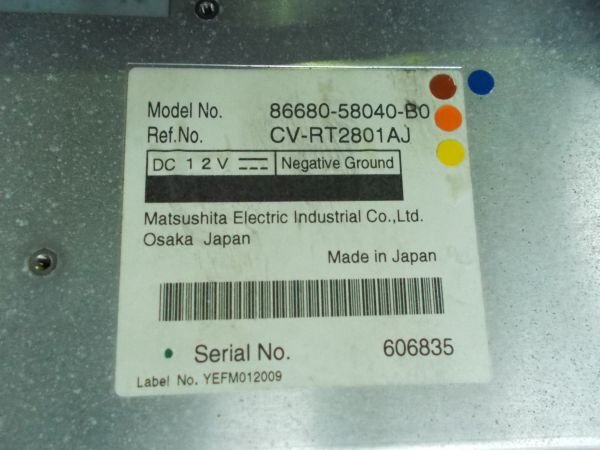 Model No. 86680-58040-B0
Ref.No. CV-RT2801AJ
DC 12V Negative Ground
Matsushita Electric Industrial Co.,Ltd.
Osaka Japan
Made in Japan
Serial No. 606835
Label No. YEFM012009